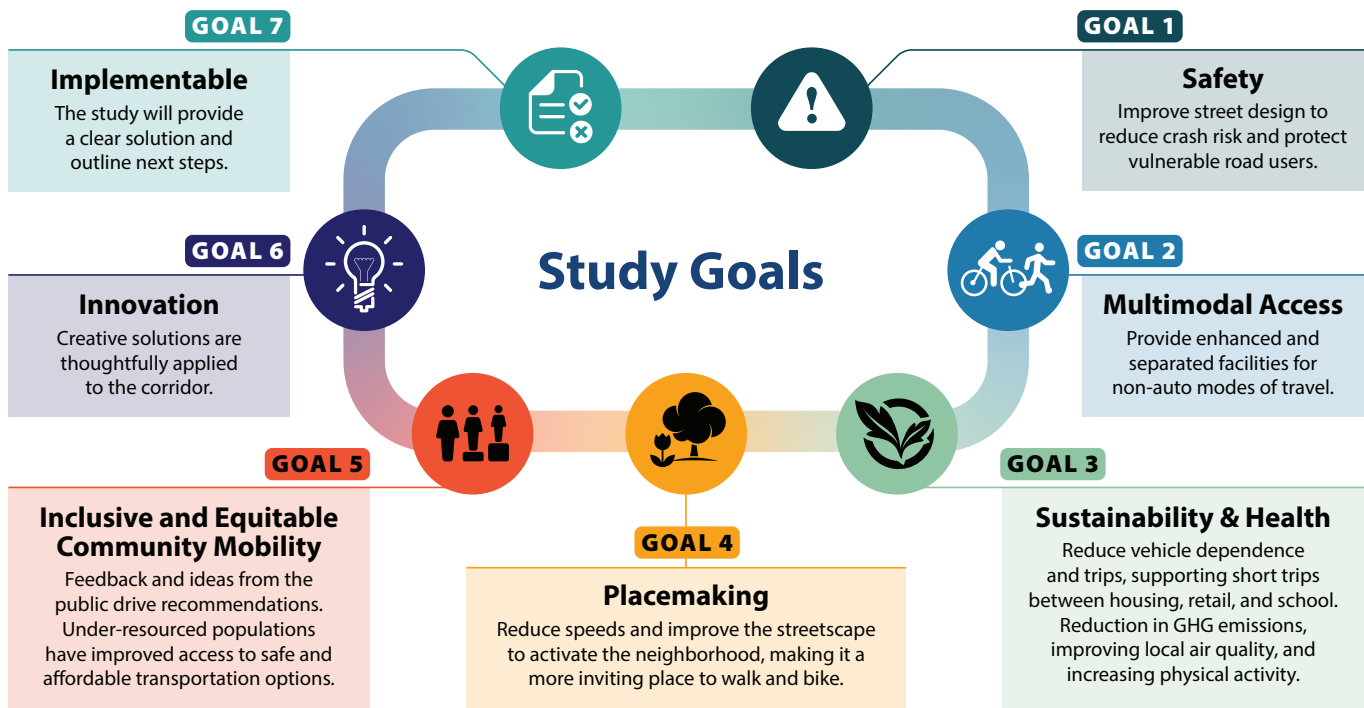 Study Goals
GOAL 1
Safety
Improve street design to
reduce crash risk and protect
vulnerable road users.
GOAL 2
Multimodal Access
Provide enhanced and
separated facilities for
non-auto modes of travel.
GOAL 3
Sustainability & Health
Reduce vehicle dependence
and trips, supporting short trips
between housing, retail, and school.
Reduction in GHG emissions,
improving local air quality, and
increasing physical activity.
GOAL 4
Placemaking
Reduce speeds and improve the streetscape
to activate the neighborhood, making it a
more inviting place to walk and bike.
GOAL 5
Inclusive and Equitable
Community Mobility
Feedback and ideas from the
public drive recommendations.
Under-resourced populations
have improved access to safe and
affordable transportation options.
GOAL 6
Innovation
Creative solutions are
thoughtfully applied
to the corridor.
GOAL 7
Implementable
The study will provide
a clear solution and
outline next steps.